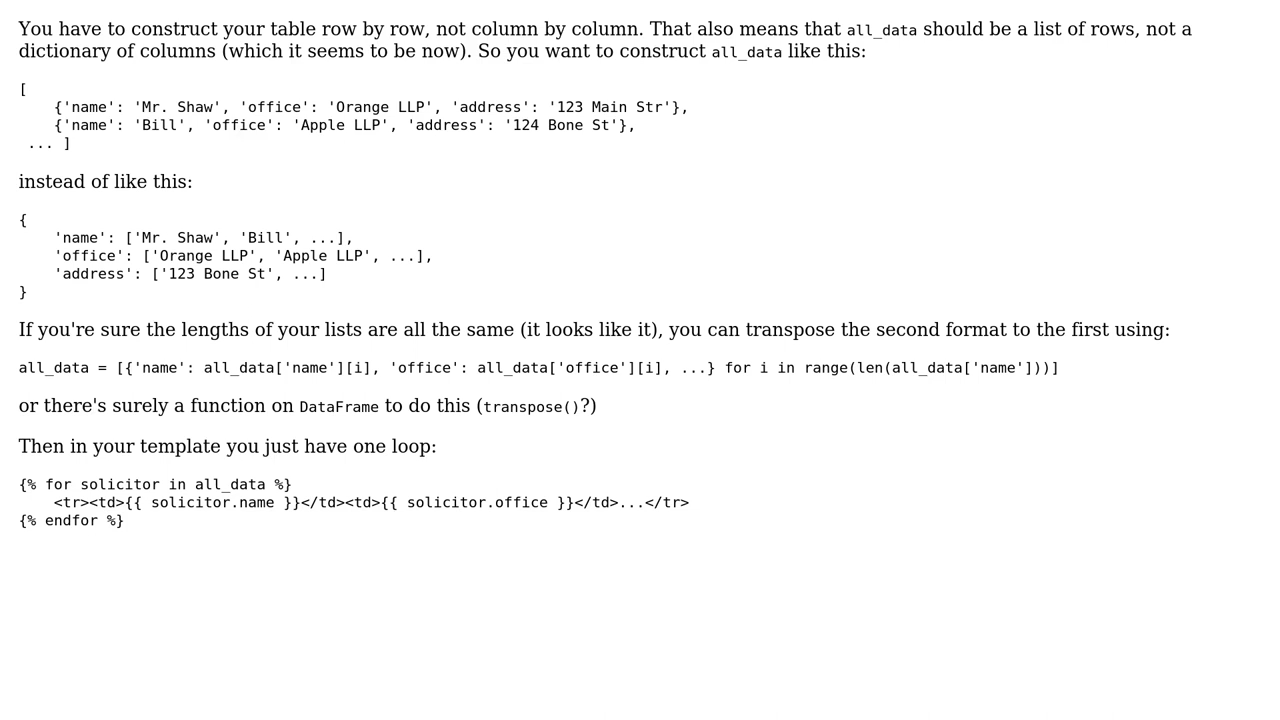 You have to construct your table row by row, not column by column. That also means that all_data should be a list of rows, not a
dictionary of columns (which it seems to be now). So you want to construct all_data like this:
[
    {'name': 'Mr. Shaw', 'office': 'Orange LLP', 'address': '123 Main Str'},
    {'name': 'Bill', 'office': 'Apple LLP', 'address': '124 Bone St'},
 ... ]
instead of like this:
{
    'name': ['Mr. Shaw', 'Bill', ...],
    'office': ['Orange LLP', 'Apple LLP', ...],
    'address': ['123 Bone St', ...]
}
If you're sure the lengths of your lists are all the same (it looks like it), you can transpose the second format to the first using:
all_data = [{'name': all_data['name'][i], 'office': all_data['office'][i], ...} for i in range(len(all_data['name']))]
or there's surely a function on DataFrame to do this (transpose()?)
Then in your template you just have one loop:
{% for solicitor in all_data %}
    <tr><td>{{ solicitor.name }}</td><td>{{ solicitor.office }}</td>...</tr>
{% endfor %}